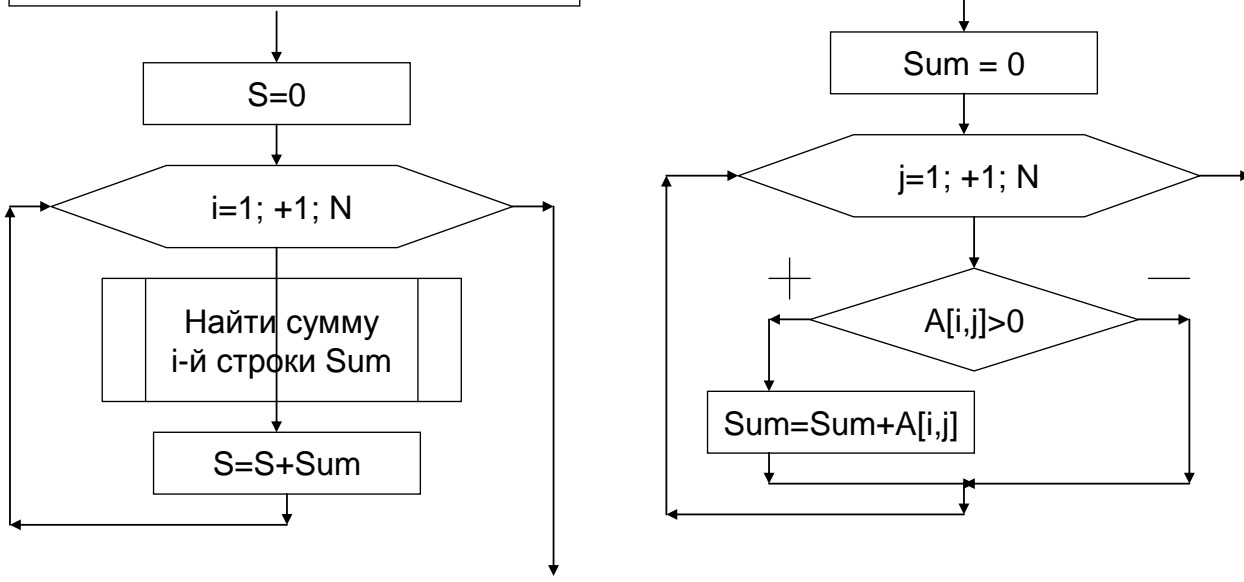 S=0
i=1; +1; N
Найти сумму
i-й строки Sum
S=S+Sum
Sum = 0
j=1; +1; N
+
—
A[i,j]>0
Sum=Sum+A[i,j]